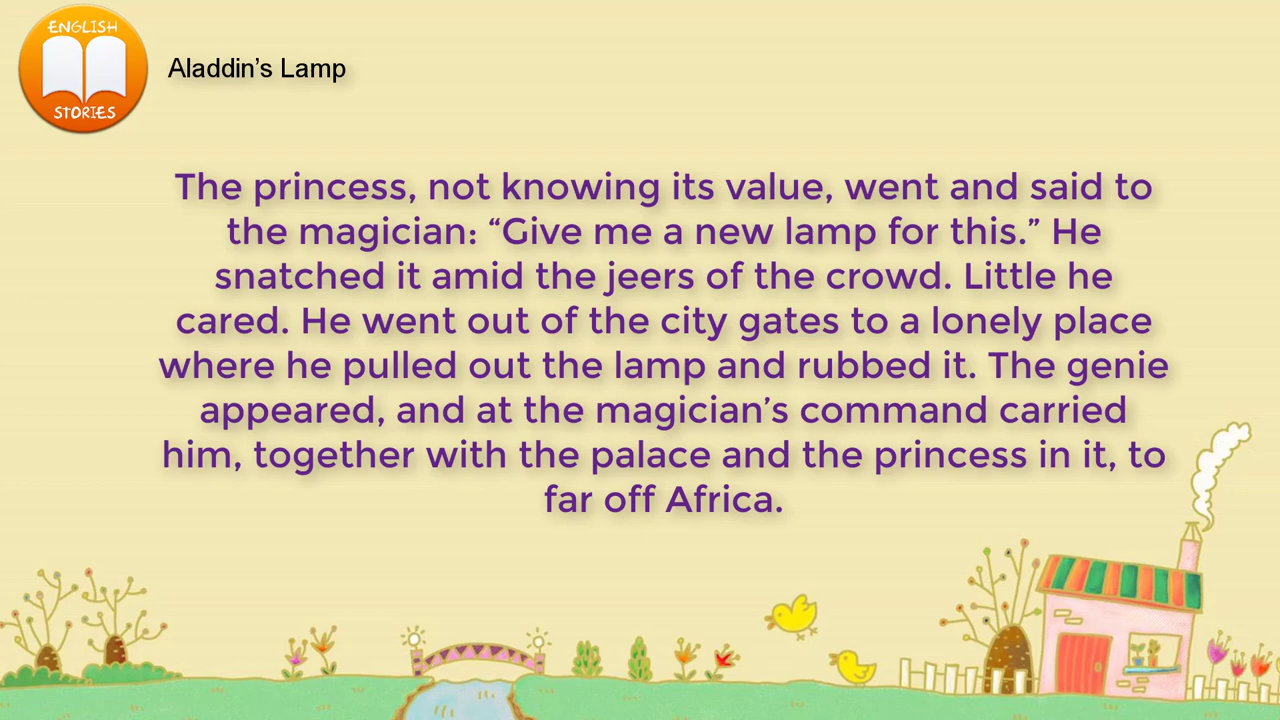 ENGLISH
STORIES
Aladdin’s Lamp
The princess, not knowing its value, went and said to
the magician: “Give me a new lamp for this.” He
snatched it amid the jeers of the crowd. Little he
cared. He went out of the city gates to a lonely place
where he pulled out the lamp and rubbed it. The genie
appeared, and at the magician’s command carried
him, together with the palace and the princess in it, to
far off Africa.